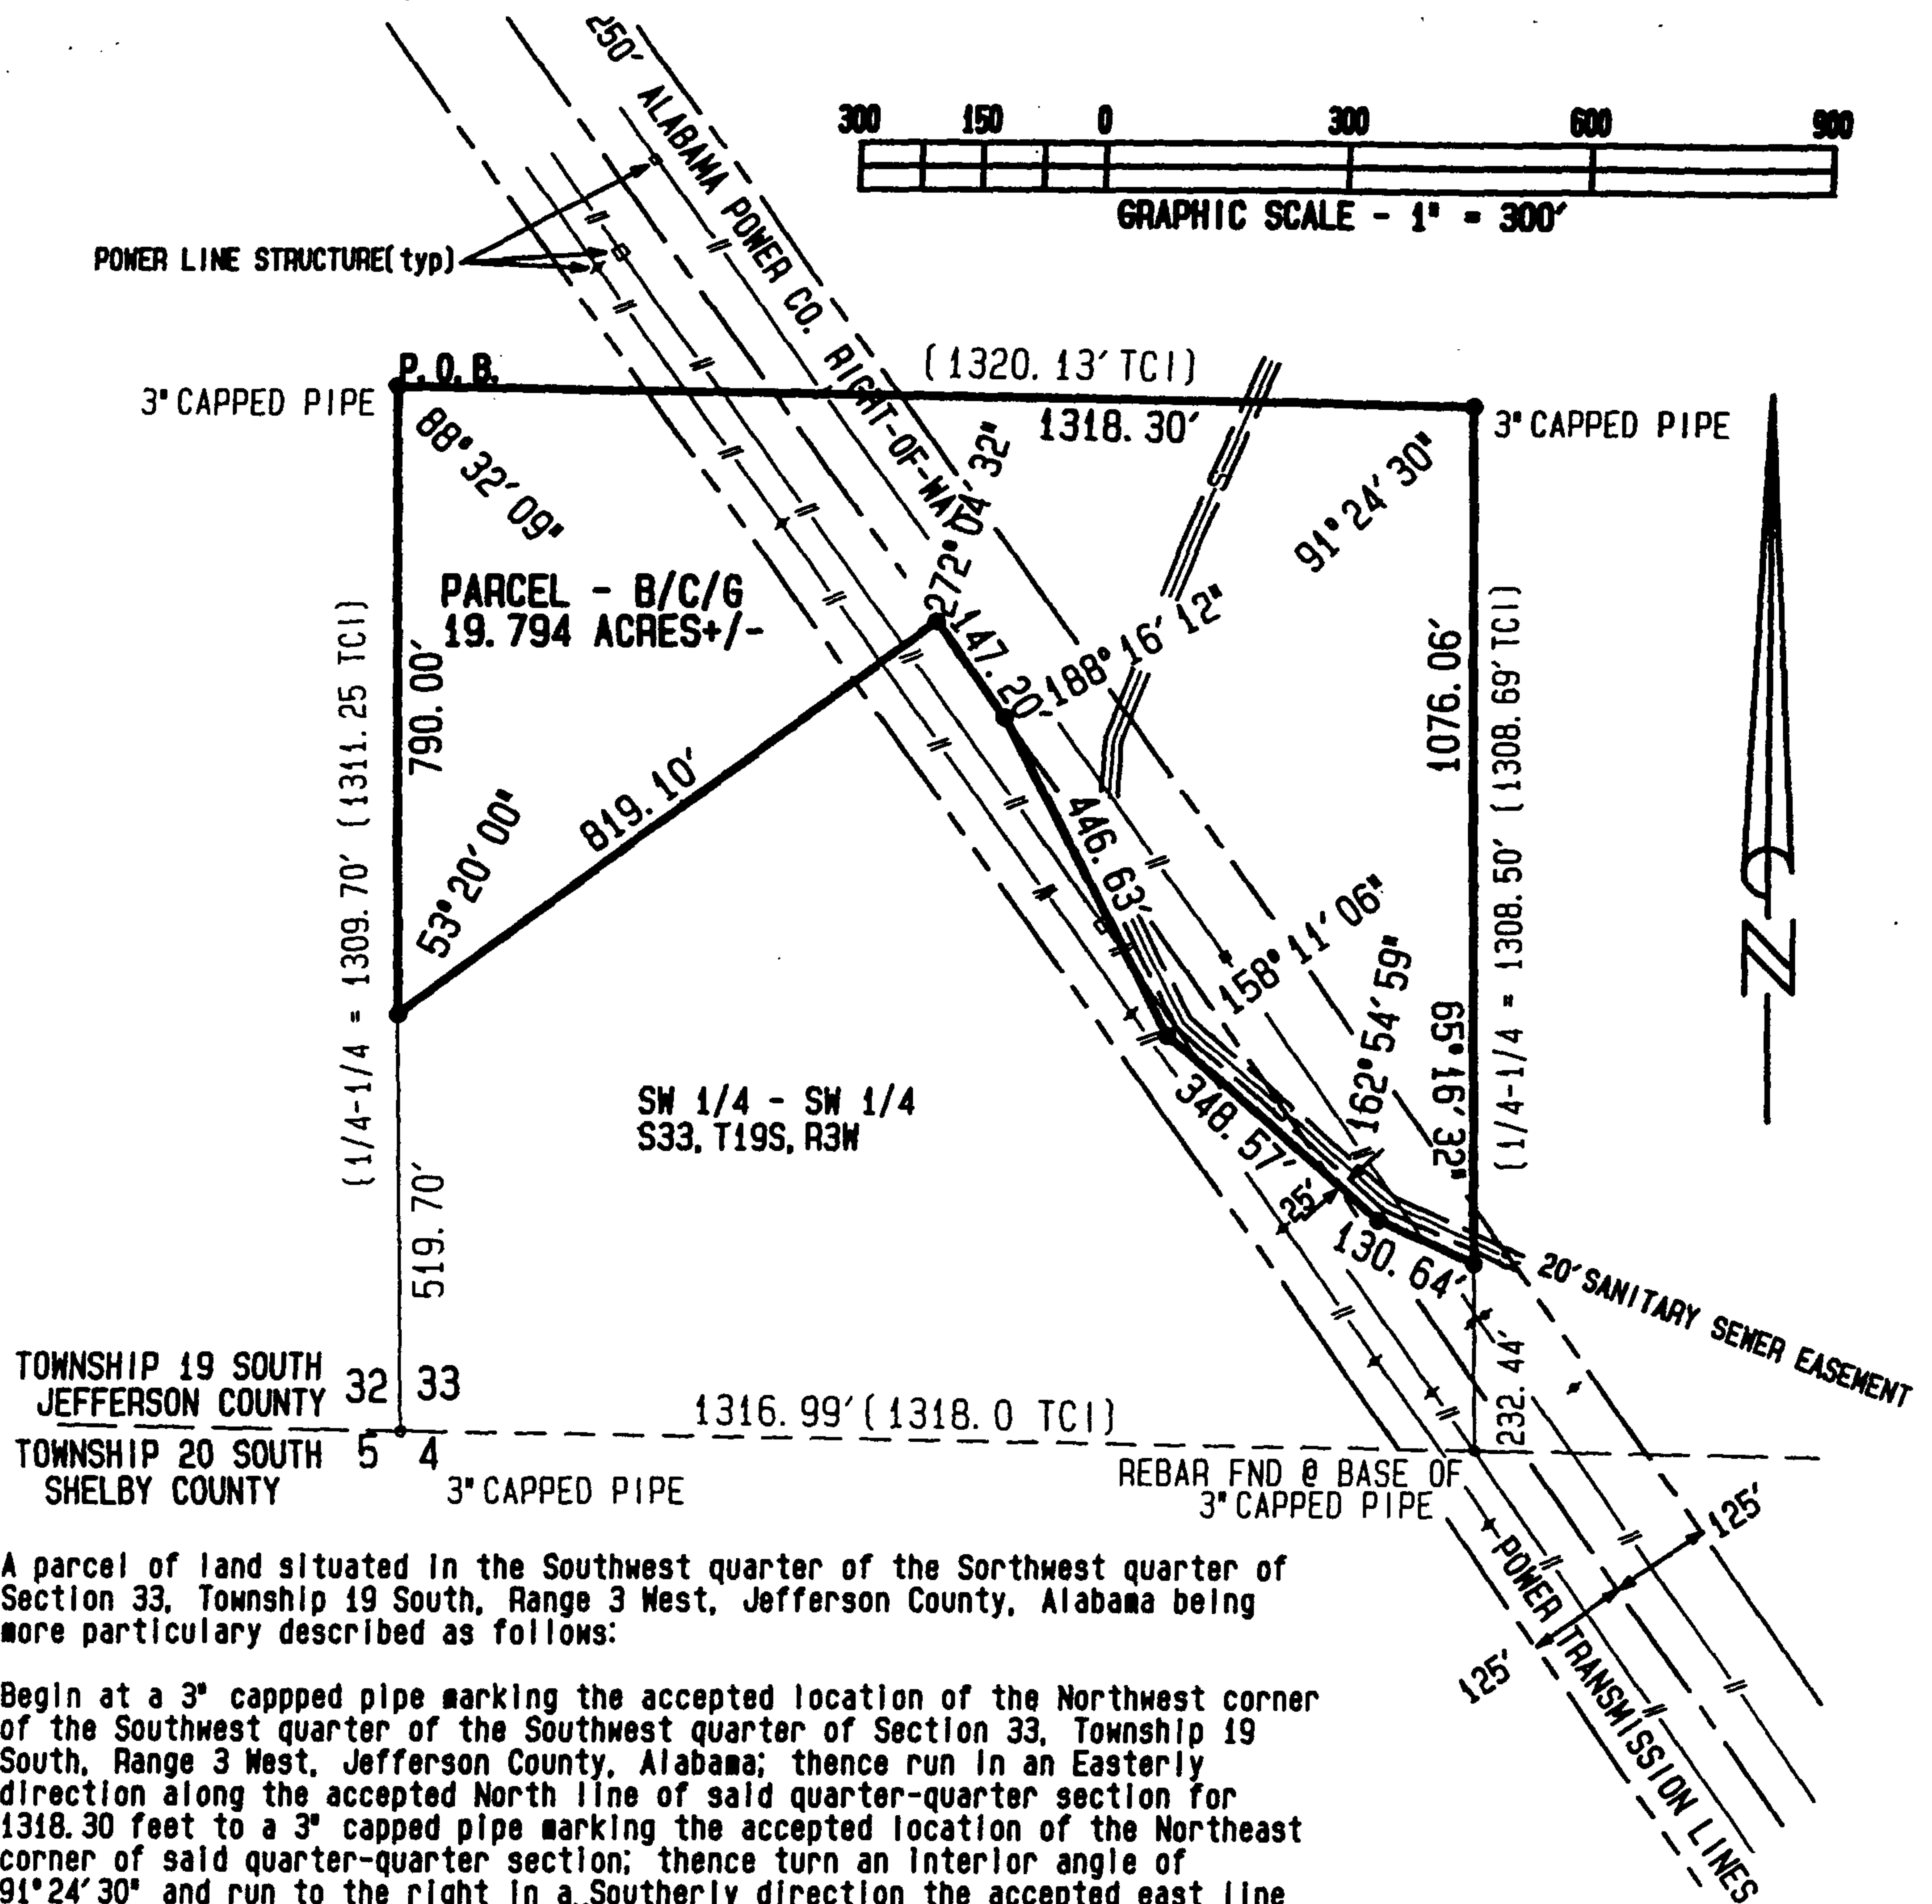 250' ALABAMA POWER CO. RIGHT-OF-WAY
300 150 0 300 600 900
GRAPHIC SCALE - 1" = 300'
POWER LINE STRUCTURE(typ)
P.O.B.
(1320.13' TCI)
3" CAPPED PIPE
1318.30'
3" CAPPED PIPE
88°32'09"
272°04'32"
91°24'30"
PARCEL - B/C/G
19.794 ACRES+/-
(1/4-1/4 = 1309.70' (1311.25 TCI)
790.00'
147.20'
188°16'12"
1076.06'
(1/4-1/4 = 1308.50' (1308.69' TCI)
819.10'
53°20'00"
446.63'
158°11'06"
162°54'59"
65°16'32"
S
N
SW 1/4 - SW 1/4
S33, T19S, R3W
348.57'
25'
130.64'
20' SANITARY SEWER EASEMENT
519.70'
232.44'
TOWNSHIP 19 SOUTH
JEFFERSON COUNTY
32 33
1316.99' (1318.0 TCI)
TOWNSHIP 20 SOUTH
SHELBY COUNTY
5 4
3" CAPPED PIPE
REBAR FND @ BASE OF
3" CAPPED PIPE
125'
125'
POWER TRANSMISSION LINES
A parcel of land situated in the Southwest quarter of the Sorthwest quarter of
Section 33, Township 19 South, Range 3 West, Jefferson County, Alabama being
more particulary described as follows:
Begin at a 3" cappped pipe marking the accepted location of the Northwest corner
of the Southwest quarter of the Southwest quarter of Section 33, Township 19
South, Range 3 West, Jefferson County, Alabama; thence run in an Easterly
direction along the accepted North line of said quarter-quarter section for
1318.30 feet to a 3" capped pipe marking the accepted location of the Northeast
corner of said quarter-quarter section; thence turn an interior angle of
91°24'30" and run to the right in a Southerly direction the accepted east line